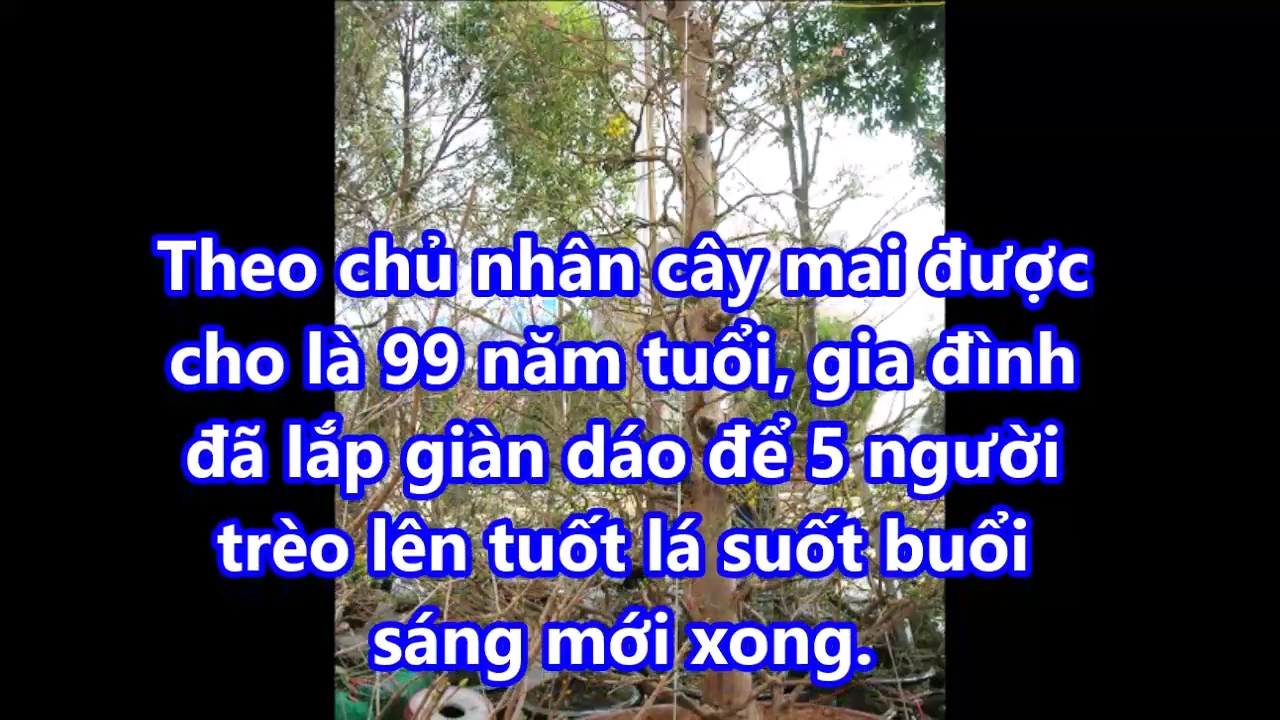 Theo chủ nhân cây mai được
cho là 99 năm tuổi, gia đình
đã lắp giàn dáo để 5 người
trèo lên tuốt lá suốt buổi
sáng mới xong.